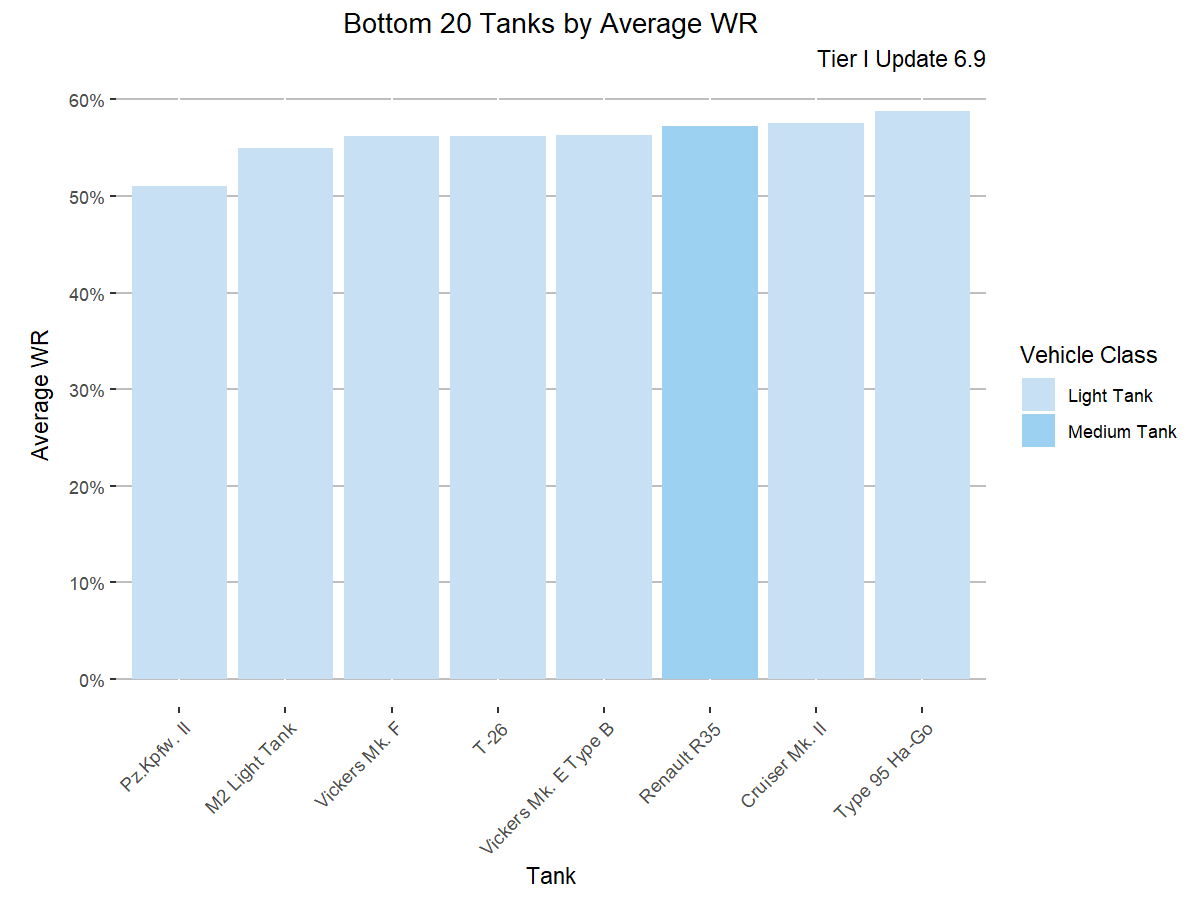 Bottom 20 Tanks by Average WR
Tier I Update 6.9
60%
50%
40%
30%
20%
10%
0%
Average WR
Pz.Kpfw. II
M2 Light Tank
Vickers Mk. F
T-26
Vickers Mk. E Type B
Renault R35
Cruiser Mk. II
Type 95 Ha-Go
Tank
Vehicle Class
Light Tank
Medium Tank